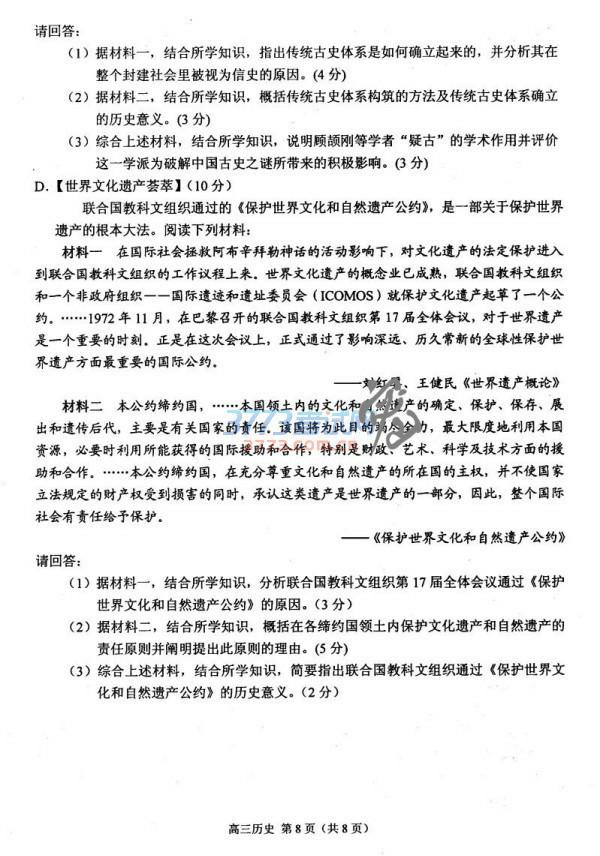 请回答：
（1）据材料一，结合所学知识，指出传统古史体系是如何确立起来的，并分析其在
整个封建社会里被视为信史的原因。(4 分)
（2）据材料二，结合所学知识，概括传统古史体系构筑的方法及传统古史体系确立
的历史意义。(3 分)
（3）综合上述材料，结合所学知识，说明顾颉刚等学者“疑古”的学术作用并评价
这一学派为破解中国古史之谜所带来的积极影响。(3 分)
D.【世界文化遗产荟萃】（10 分）
联合国教科文组织通过的《保护世界文化和自然遗产公约》，是一部关于保护世界
遗产的根本大法。阅读下列材料：
材料一 在国际社会拯救阿布辛拜勒神话的活动影响下，对文化遗产的法定保护进入
到联合国教科文组织的工作议程上来。世界文化遗产的概念业已成熟，联合国教科文组织
和一个非政府组织——国际遗迹和遗址委员会（ICOMOS）就保护文化遗产起草了一个公
约。……1972 年 11 月，在巴黎召开的联合国教科文组织第 17 届全体会议，对于世界遗产
是一个重要的时刻。正是在这次会议上，正式通过了影响深远、历久常新的全球性保护世
界遗产方面最重要的国际公约。
——刘红婴、王健民《世界遗产概论》
材料二 本公约缔约国，……本国领土内的文化和自然遗产的确定、保护、保存、展
出和遗传后代，主要是有关国家的责任。该国将为此目的竭尽全力，最大限度地利用本国
资源，必要时利用所能获得的国际援助和合作，特别是财政、艺术、科学及技术方面的援
助和合作。……本公约缔约国，在充分尊重文化和自然遗产的所在国的主权，并不使国家
立法规定的财产权受到损害的同时，承认这类遗产是世界遗产的一部分，因此，整个国际
社会有责任给予保护。
——《保护世界文化和自然遗产公约》
请回答：
（1）据材料一，结合所学知识，分析联合国教科文组织第 17 届全体会议通过《保护
世界文化和自然遗产公约》的原因。（3 分）
（2）据材料二，结合所学知识，概括在各缔约国领土内保护文化遗产和自然遗产的
责任原则并阐明提出此原则的理由。(5 分)
（3）综合上述材料，结合所学知识，简要指出联合国教科文组织通过《保护世界文
化和自然遗产公约》的历史意义。（2 分）
高三历史 第 8 页（共 8 页）